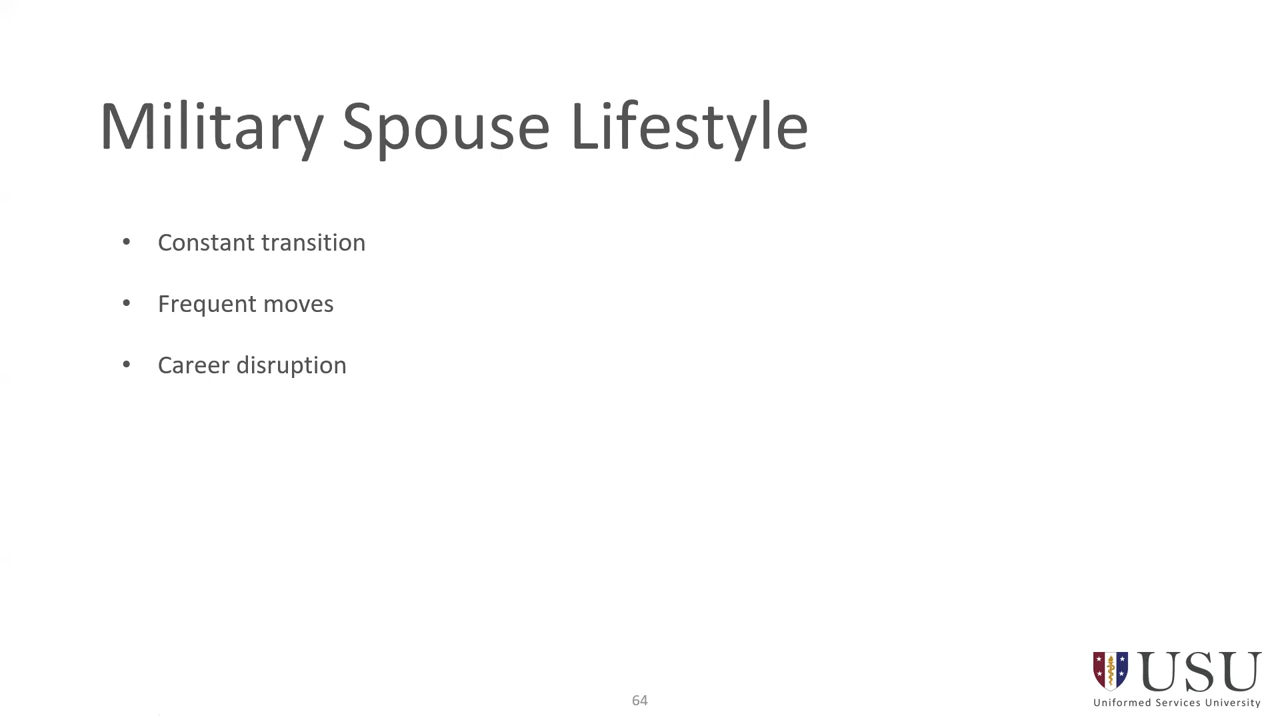 Military Spouse Lifestyle
• Constant transition
• Frequent moves
• Career disruption
64
USU
Uniformed Services University